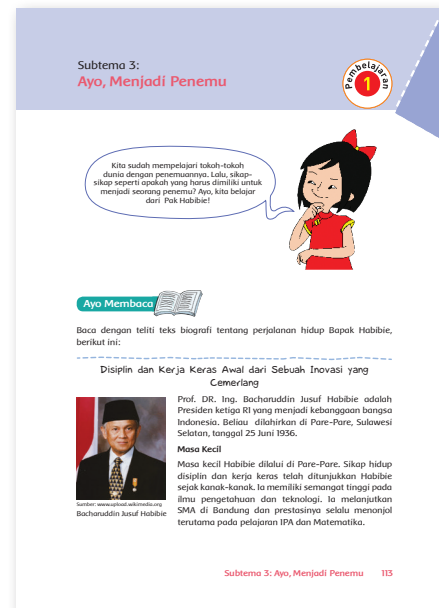 Subtema 3:
Ayo, Menjadi Penemu
Pembelajaran
1
Kita sudah mempelajari tokoh-tokoh
dunia dengan penemuannya. Lalu, sikap-
sikap seperti apakah yang harus dimiliki untuk
menjadi seorang penemu? Ayo, kita belajar
dari Pak Habibie!
Ayo Membaca
Baca dengan teliti teks biografi tentang perjalanan hidup Bapak Habibie,
berikut ini:
Disiplin dan Kerja Keras Awal dari Sebuah Inovasi yang
Cemerlang
Prof. DR. Ing. Bacharuddin Jusuf Habibie adalah
Presiden ketiga RI yang menjadi kebanggaan bangsa
Indonesia. Beliau dilahirkan di Pare-Pare, Sulawesi
Selatan, tanggal 25 Juni 1936.
Masa Kecil
Masa kecil Habibie dilalui di Pare-Pare. Sikap hidup
disiplin dan kerja keras telah ditunjukkan Habibie
sejak kanak-kanak. Ia memiliki semangat tinggi pada
ilmu pengetahuan dan teknologi. Ia melanjutkan
SMA di Bandung dan prestasinya selalu menonjol
terutama pada pelajaran IPA dan Matematika.
Sumber: www.upload.wikimedia.org
Bacharuddin Jusuf Habibie
Subtema 3: Ayo, Menjadi Penemu 113